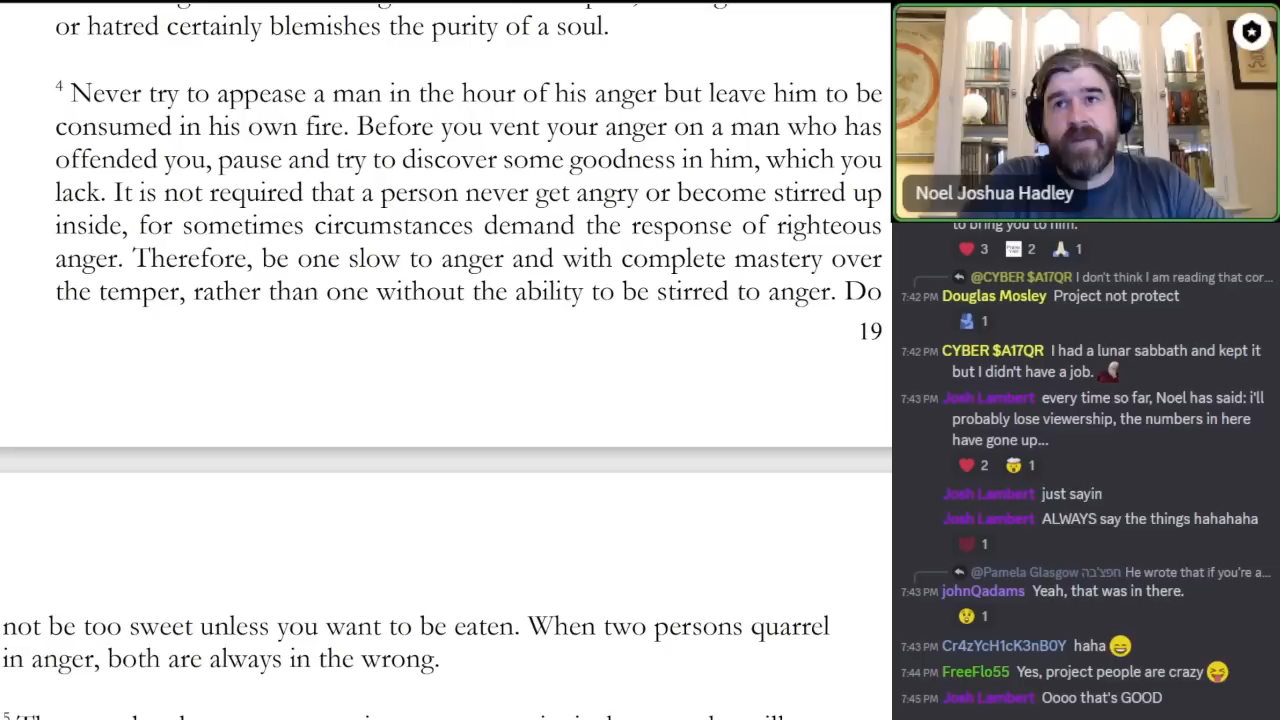 or hatred certainly blemishes the purity of a soul.
4 Never try to appease a man in the hour of his anger but leave him to be
consumed in his own fire. Before you vent your anger on a man who has
offended you, pause and try to discover some goodness in him, which you
lack. It is not required that a person never get angry or become stirred up
inside, for sometimes circumstances demand the response of righteous
anger. Therefore, be one slow to anger and with complete mastery over
the temper, rather than one without the ability to be stirred to anger. Do
19
not be too sweet unless you want to be eaten. When two persons quarrel
in anger, both are always in the wrong.
5
Noel Joshua Hadley
to bring you to him.
3 2 1
@CYBER $A17QR I don't think I am reading that cor...
7:42 PM Douglas Mosley Project not protect
1
7:42 PM CYBER $A17QR I had a lunar sabbath and kept it
but I didn't have a job.
7:43 PM Josh Lambert every time so far, Noel has said: i'll
probably lose viewership, the numbers in here
have gone up...
2 1
Josh Lambert just sayin
Josh Lambert ALWAYS say the things hahahaha
1
@Pamela Glasgow חפצ'בה He wrote that if you're a...
7:43 PM johnQadams Yeah, that was in there.
1
7:43 PM Cr4zYcH1cK3nB0Y haha 😄
7:44 PM FreeFlo55 Yes, project people are crazy 😝
7:45 PM Josh Lambert Oooo that's GOOD